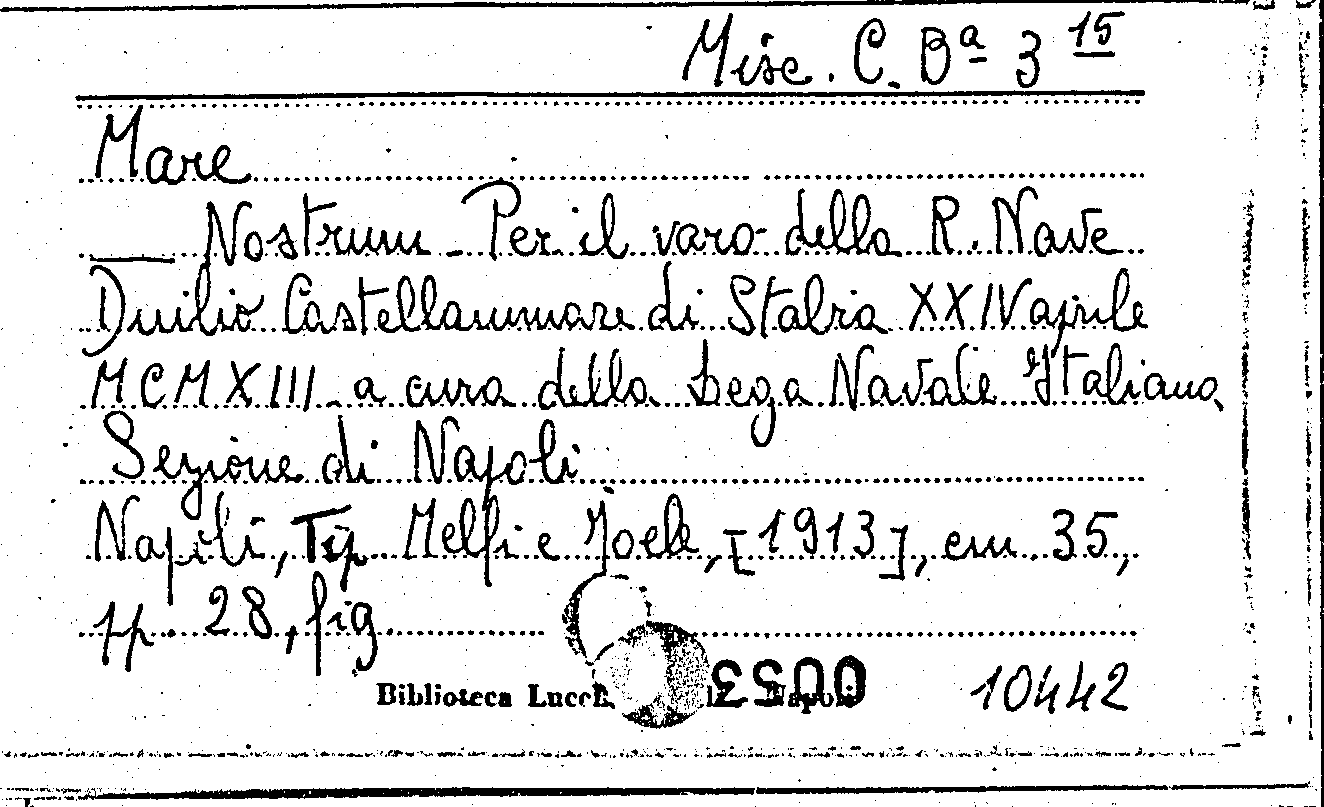 Misc. C. Bª 3 15
Mare
___ Nostrum - Per il varo della R. Nave
Duilio Castellammare di Stabia XXIV aprile
MCMXIII - a cura della Lega Navale Italiana,
Sezione di Napoli
Napoli, Tip. Melfi e Joele, [1913], cm. 35,
pp. 28, fig.
Biblioteca Napoli
10442